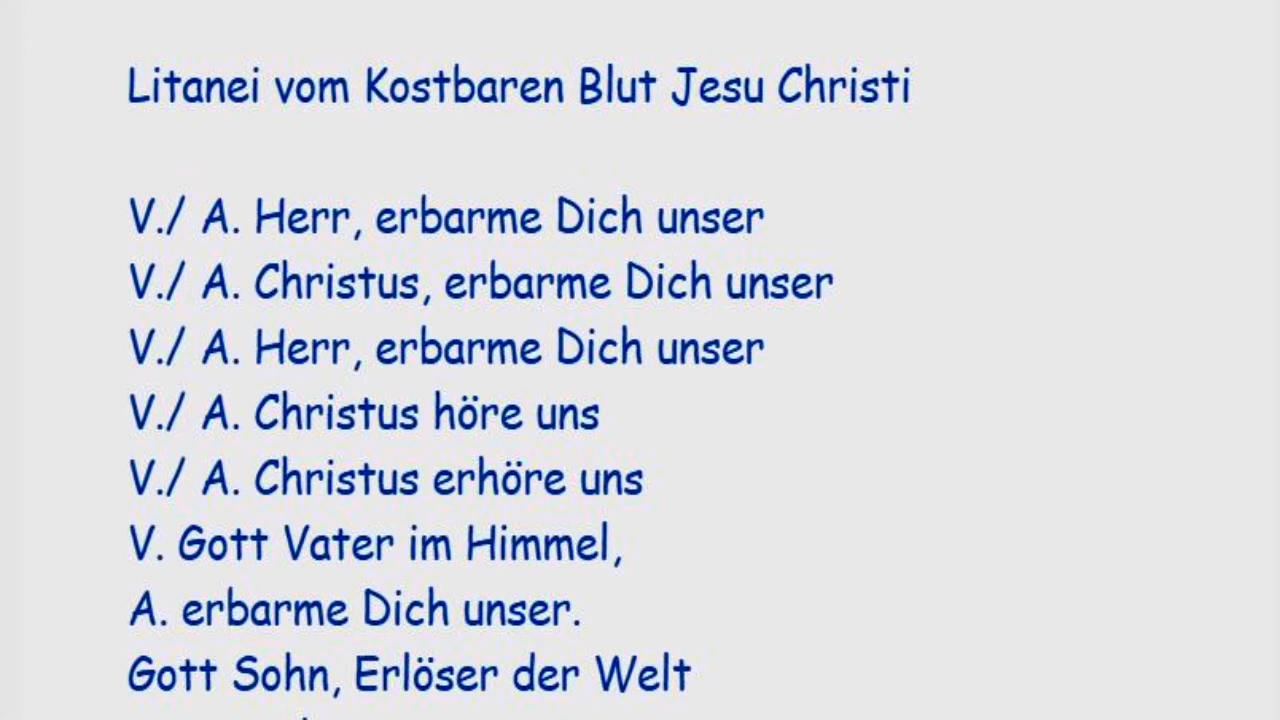 Litanei vom Kostbaren Blut Jesu Christi
V./ A. Herr, erbarme Dich unser
V./ A. Christus, erbarme Dich unser
V./ A. Herr, erbarme Dich unser
V./ A. Christus höre uns
V./ A. Christus erhöre uns
V. Gott Vater im Himmel,
A. erbarme Dich unser.
Gott Sohn, Erlöser der Welt